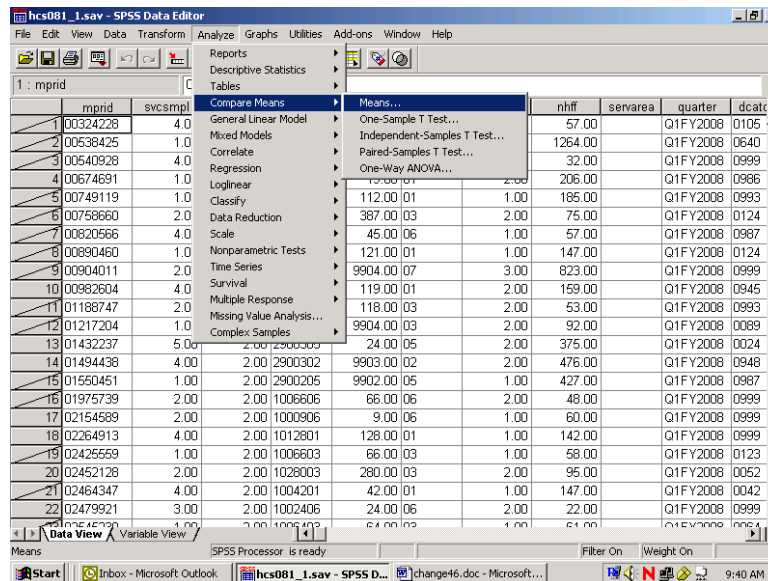 hcs081_1.sav - SPSS Data Editor
File Edit View Data Transform Analyze Graphs Utilities Add-ons Window Help
1 : mprid
mprid svcsmpl nhff servarea quarter dcatc
Reports
Descriptive Statistics
Tables
Compare Means
General Linear Model
Mixed Models
Correlate
Regression
Loglinear
Classify
Data Reduction
Scale
Nonparametric Tests
Time Series
Survival
Multiple Response
Missing Value Analysis...
Complex Samples
Means...
One-Sample T Test...
Independent-Samples T Test...
Paired-Samples T Test...
One-Way ANOVA...
1 00324228 4.0 57.00 Q1FY2008 0105
2 00538425 1.0 1264.00 Q1FY2008 0640
3 00540928 4.0 32.00 Q1FY2008 0999
4 00674691 1.0 206.00 Q1FY2008 0986
5 00749119 1.0 112.00 01 1.00 185.00 Q1FY2008 0993
6 00758660 2.0 387.00 03 2.00 75.00 Q1FY2008 0124
7 00820566 4.0 45.00 06 1.00 57.00 Q1FY2008 0987
8 00890460 1.0 121.00 01 1.00 147.00 Q1FY2008 0124
9 00904011 2.0 9904.00 07 3.00 823.00 Q1FY2008 0999
10 00982604 4.0 119.00 01 2.00 159.00 Q1FY2008 0945
11 01188747 2.0 118.00 03 2.00 53.00 Q1FY2008 0993
12 01217204 1.0 9904.00 03 2.00 92.00 Q1FY2008 0089
13 01432237 5.00 2.00 2900303 24.00 05 2.00 375.00 Q1FY2008 0024
14 01494438 4.00 2.00 2900302 9903.00 02 2.00 476.00 Q1FY2008 0948
15 01550451 1.00 2.00 2900205 9902.00 05 1.00 427.00 Q1FY2008 0987
16 01975739 2.00 2.00 1006606 66.00 06 2.00 48.00 Q1FY2008 0999
17 02154589 2.00 2.00 1000906 9.00 06 1.00 60.00 Q1FY2008 0999
18 02264913 4.00 2.00 1012801 128.00 01 1.00 142.00 Q1FY2008 0999
19 02425559 1.00 2.00 1006603 66.00 03 1.00 58.00 Q1FY2008 0123
20 02452128 2.00 2.00 1028003 280.00 03 2.00 95.00 Q1FY2008 0052
21 02464347 4.00 2.00 1004201 42.00 01 1.00 147.00 Q1FY2008 0042
22 02479921 3.00 2.00 1002406 24.00 06 2.00 22.00 Q1FY2008 0999
Data View Variable View
Means SPSS Processor is ready Filter On Weight On
Start Inbox - Microsoft Outlook hcs081_1.sav - SPSS D... change46.doc - Microsoft... 9:40 AM